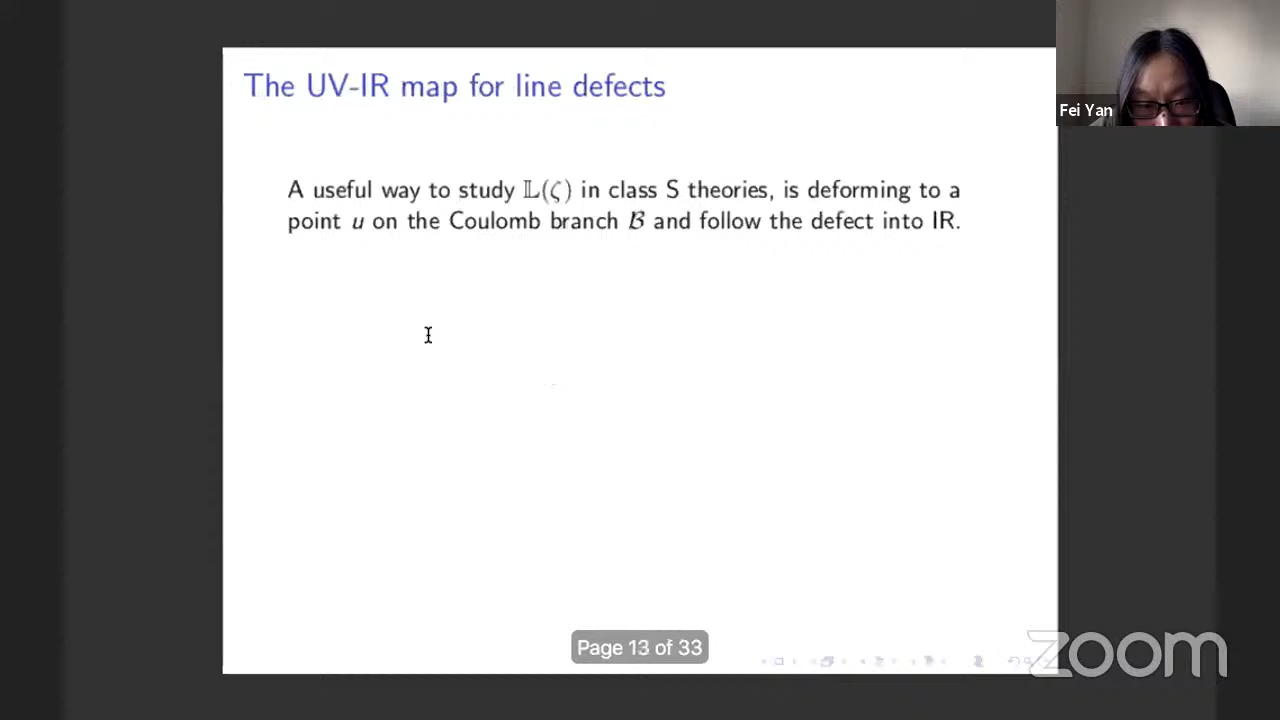 The UV-IR map for line defects
Fei Yan
A useful way to study 𝕃(ζ) in class S theories, is deforming to a
point u on the Coulomb branch ℬ and follow the defect into IR.
Page 13 of 33
zoom